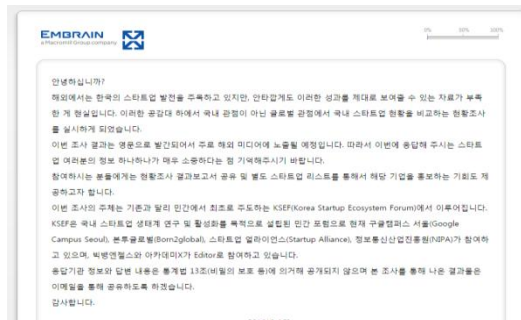 EMBRAIN
a Macromill Group company
0% 50% 100%
안녕하십니까?
해외에서는 한국의 스타트업 발전을 주목하고 있지만, 안타깝게도 이러한 성과를 제대로 보여줄 수 있는 자료가 부족
한 게 현실입니다. 이러한 공감대 하에서 국내 관점이 아닌 글로벌 관점에서 국내 스타트업 현황을 비교하는 현황조사
를 실시하게 되었습니다.
이번 조사 결과는 영문으로 발간되어서 주로 해외 미디어에 노출될 예정입니다. 따라서 이번에 응답해 주시는 스타트
업 여러분의 정보 하나하나가 매우 소중하다는 점 기억해주시기 바랍니다.
참여하시는 분들에게는 현황조사 결과보고서 공유 및 별도 스타트업 리스트를 통해서 해당 기업을 홍보하는 기회도 제
공하고자 합니다.
이번 조사의 주체는 기존과 달리 민간에서 최초로 주도하는 KSEF(Korea Startup Ecosystem Forum)에서 이루어집니다.
KSEF은 국내 스타트업 생태계 연구 및 활성화를 목적으로 설립된 민간 포럼으로 현재 구글캠퍼스 서울(Google
Campus Seoul), 본투글로벌(Born2global), 스타트업 얼라이언스(Startup Alliance), 정보통신산업진흥원(NIPA)가 참여하
고 있으며, 빅뱅엔젤스와 아카데미X가 Editor로 참여하고 있습니다.
응답기관 정보와 답변 내용은 통계법 13조(비밀의 보호 등)에 의거해 공개되지 않으며 본 조사를 통해 나온 결과물은
이메일을 통해 공유하도록 하겠습니다.
감사합니다.